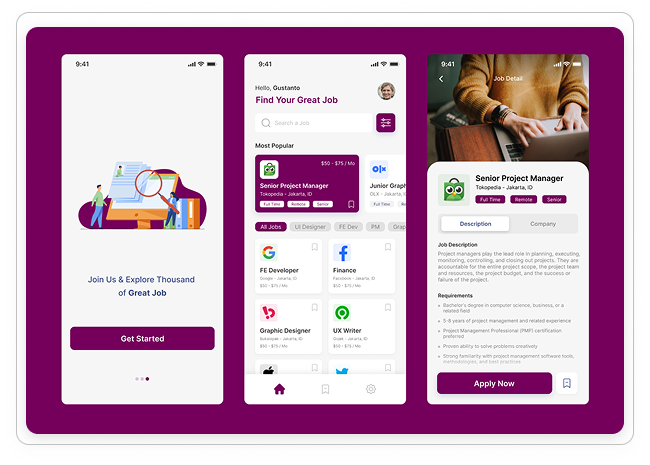 9:41
Join Us & Explore Thousand
of Great Job
Get Started
9:41
Hello, Gustanto
Find Your Great Job
Search a Job
Most Popular
$50 - $75 / Mo
Senior Project Manager
Tokopedia - Jakarta, ID
Full Time Remote Senior
OLX
Junior Graph
OLX - Jakarta, ID
Full Time
All Jobs UI Designer FE Dev PM Grap
FE Developer
Google - Jakarta, ID
$50 - $75 / Mo
Finance
Facebook - Jakarta, ID
$50 - $75 / Mo
Graphic Designer
Bukalapak - Jakarta, ID
$50 - $75 / Mo
UX Writer
Gojek - Jakarta, ID
$50 - $75 / Mo
9:41
Job Detail
Senior Project Manager
Tokopedia - Jakarta, ID
Full Time Remote Senior
Description Company
Job Description
Project managers play the lead role in planning, executing,
monitoring, controlling, and closing out projects. They are
accountable for the entire project scope, the project team
and resources, the project budget, and the success or
failure of the project.
Requirements
• Bachelor's degree in computer science, business, or a
related field
• 5-8 years of project management and related experience
• Project Management Professional (PMP) certification
preferred
• Proven ability to solve problems creatively
• Strong familiarity with project management software tools,
methodologies, and best practices
Apply Now